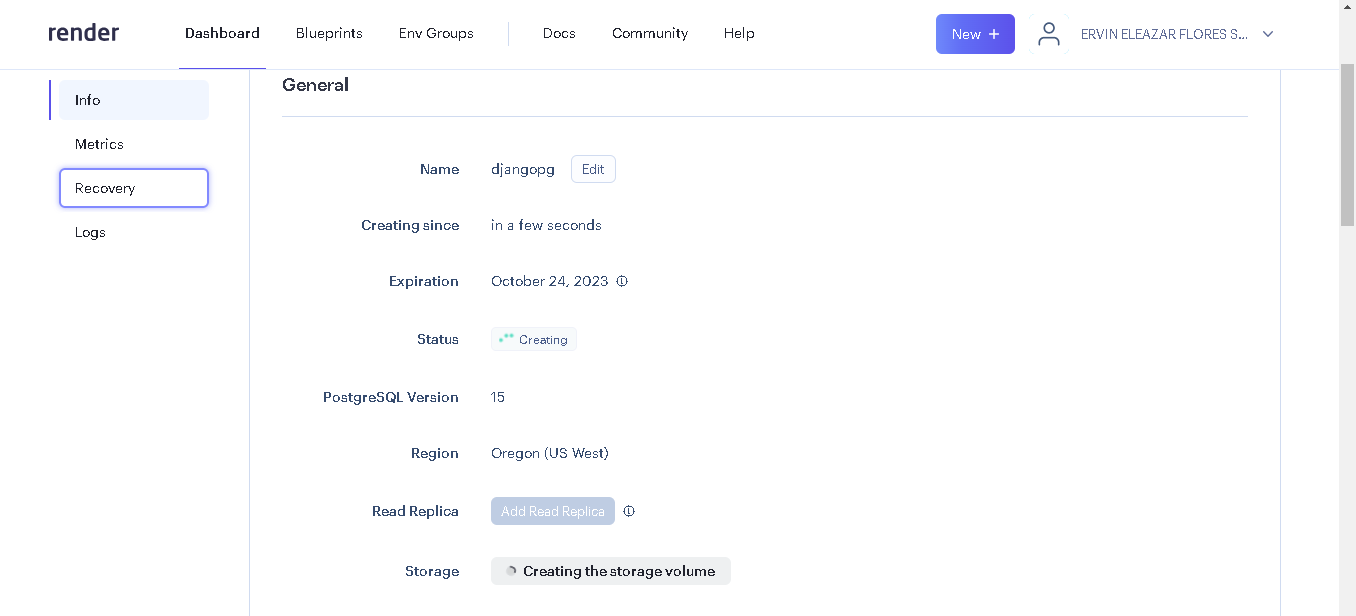 render
Dashboard
Blueprints
Env Groups
Docs
Community
Help
New +
ERVIN ELEAZAR FLORES S...
Info
Metrics
Recovery
Logs
General
Name djangopg Edit
Creating since in a few seconds
Expiration October 24, 2023
Status Creating
PostgreSQL Version 15
Region Oregon (US West)
Read Replica Add Read Replica
Storage Creating the storage volume